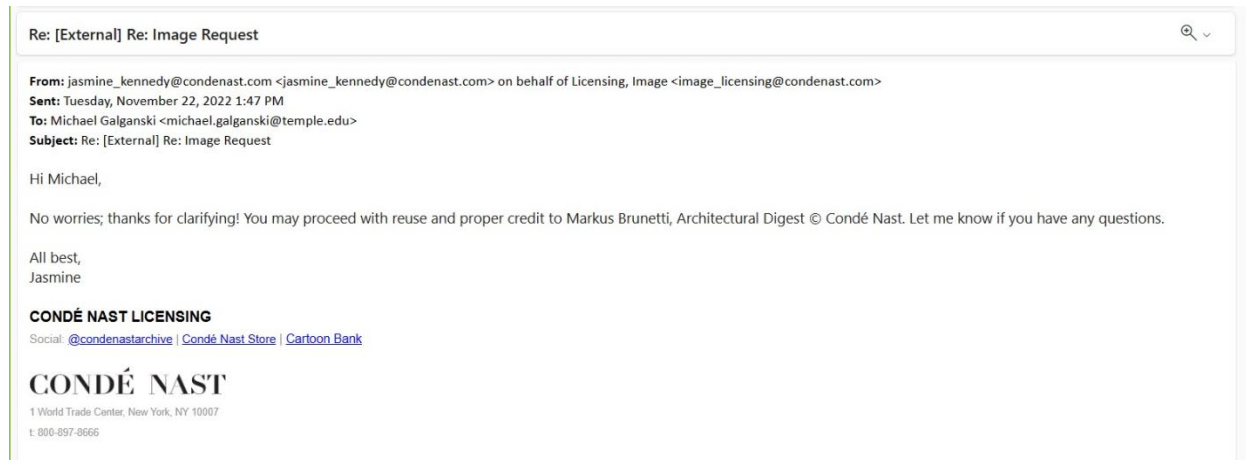 Re: [External] Re: Image Request
From: jasmine_kennedy@condenast.com <jasmine_kennedy@condenast.com> on behalf of Licensing, Image <image_licensing@condenast.com>
Sent: Tuesday, November 22, 2022 1:47 PM
To: Michael Galganski <michael.galganski@temple.edu>
Subject: Re: [External] Re: Image Request
Hi Michael,
No worries; thanks for clarifying! You may proceed with reuse and proper credit to Markus Brunetti, Architectural Digest © Condé Nast. Let me know if you have any questions.
All best,
Jasmine
CONDÉ NAST LICENSING
Social: @condenastarchive | Condé Nast Store | Cartoon Bank
CONDÉ NAST
1 World Trade Center, New York, NY 10007
t: 800-897-8666